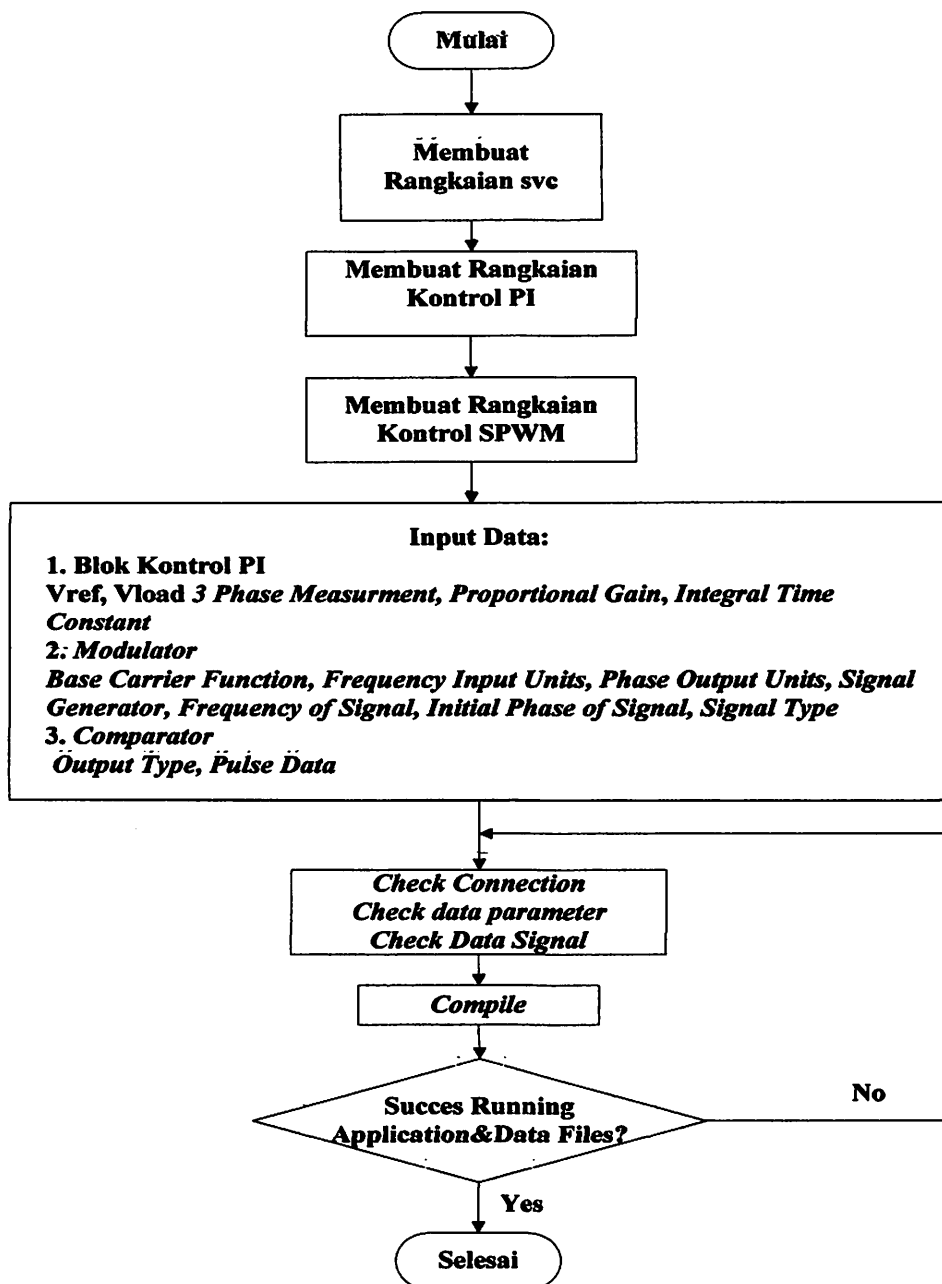 Mulai
Membuat
Rangkaian svc
Membuat Rangkaian
Kontrol PI
Membuat Rangkaian
Kontrol SPWM
Input Data:
1. Blok Kontrol PI
Vref, Vload 3 Phase Measurment, Proportional Gain, Integral Time
Constant
2. Modulator
Base Carrier Function, Frequency Input Units, Phase Output Units, Signal
Generator, Frequency of Signal, Initial Phase of Signal, Signal Type
3. Comparator
Output Type, Pulse Data
Check Connection
Check data parameter
Check Data Signal
Compile
Succes Running
Application&Data Files?
No
Yes
Selesai